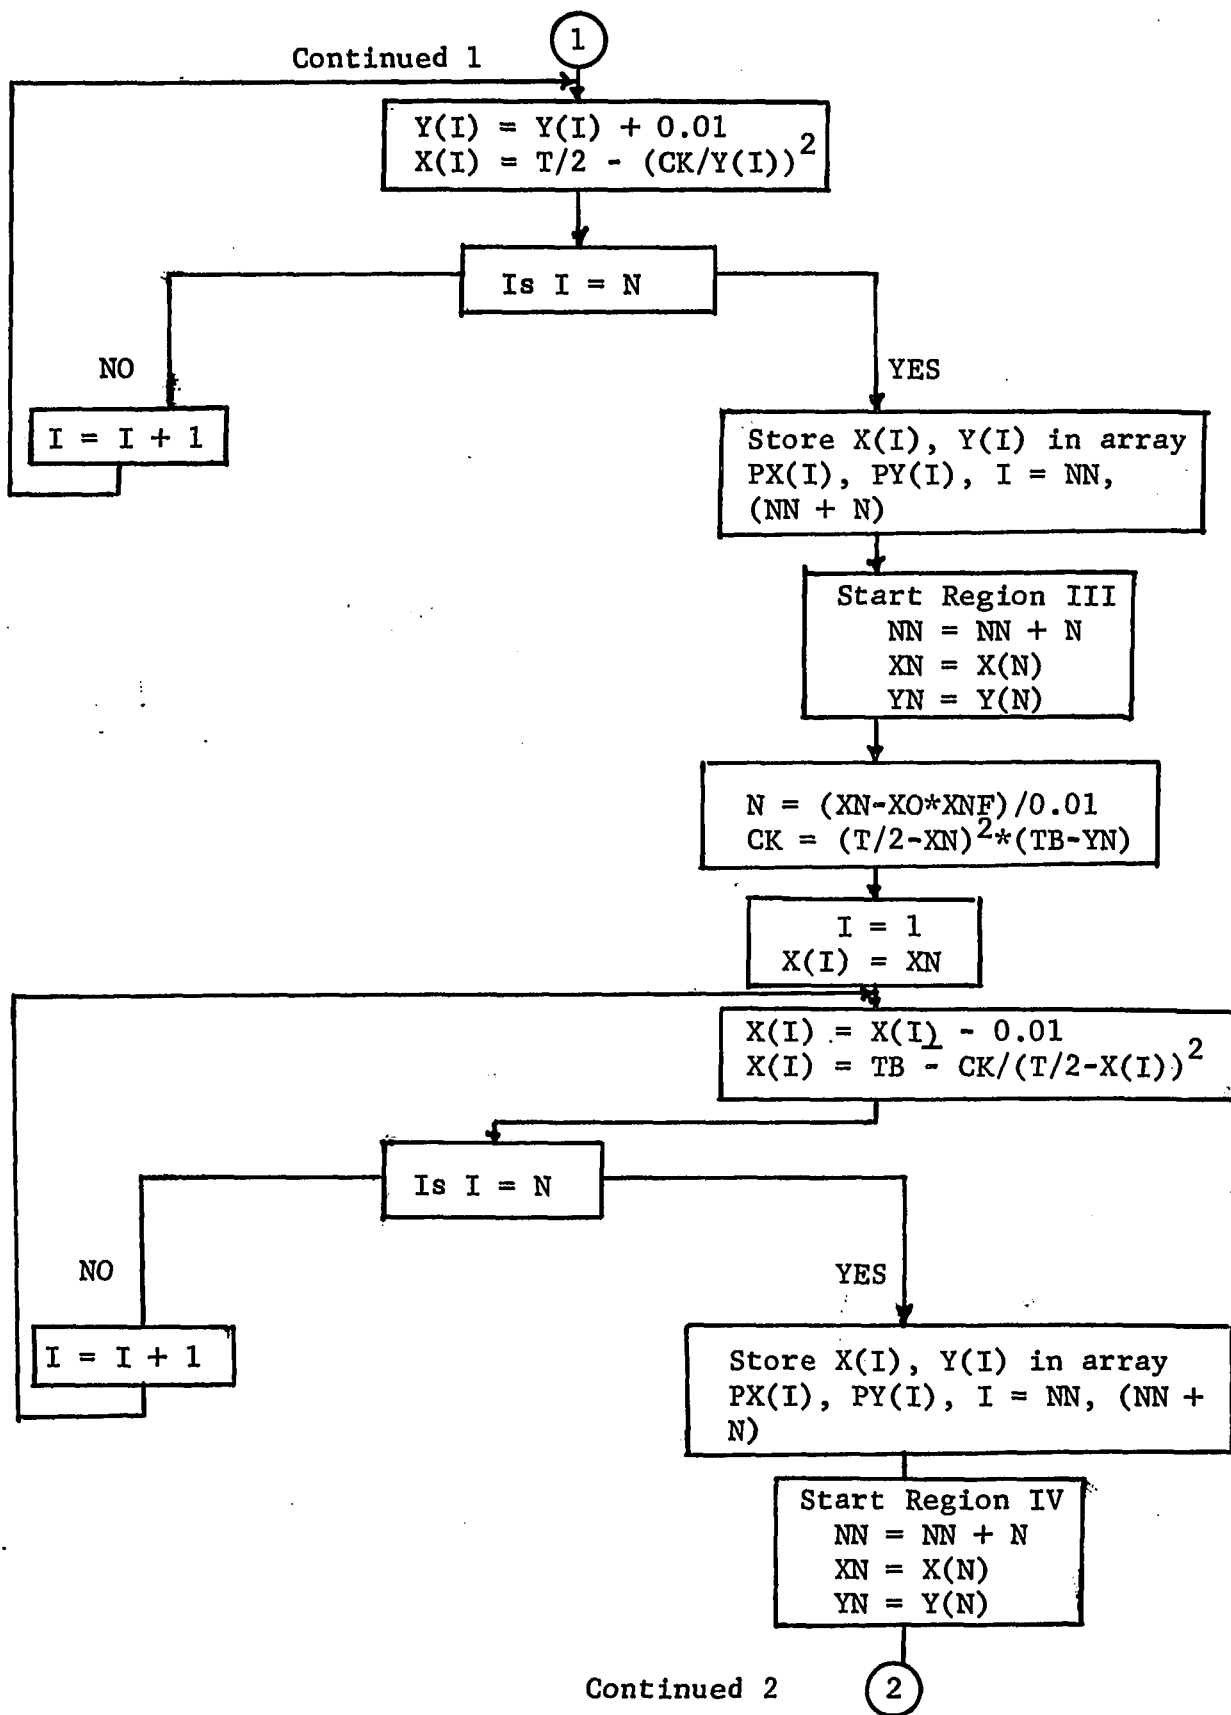 1
Continued 1
Y(I) = Y(I) + 0.01
X(I) = T/2 - (CK/Y(I))²
Is I = N
NO
YES
I = I + 1
Store X(I), Y(I) in array
PX(I), PY(I), I = NN,
(NN + N)
Start Region III
NN = NN + N
XN = X(N)
YN = Y(N)
N = (XN-XO*XNF)/0.01
CK = (T/2-XN)²*(TB-YN)
I = 1
X(I) = XN
X(I) = X(I) - 0.01
X(I) = TB - CK/(T/2-X(I))²
Is I = N
NO
YES
I = I + 1
Store X(I), Y(I) in array
PX(I), PY(I), I = NN, (NN +
N)
Start Region IV
NN = NN + N
XN = X(N)
YN = Y(N)
Continued 2
2